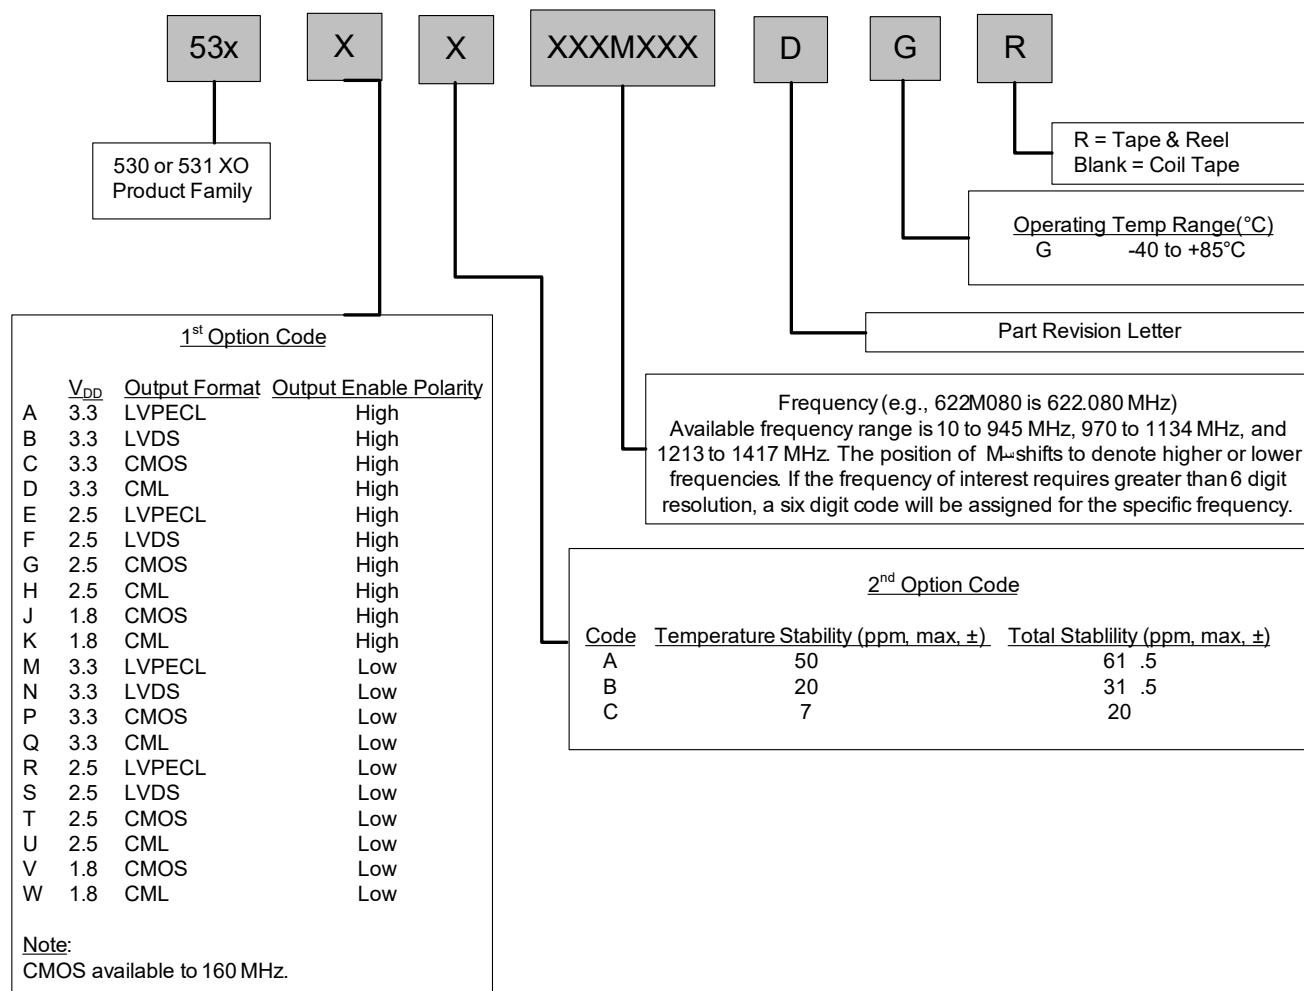 53x X X XXXMXXX D G R
R = Tape & Reel
Blank = Coil Tape
530 or 531 XO
Product Family
Operating Temp Range(°C)
G -40 to +85°C
Part Revision Letter
1st Option Code
VDD Output Format Output Enable Polarity
A 3.3 LVPECL High
B 3.3 LVDS High
C 3.3 CMOS High
D 3.3 CML High
E 2.5 LVPECL High
F 2.5 LVDS High
G 2.5 CMOS High
H 2.5 CML High
J 1.8 CMOS High
K 1.8 CML High
M 3.3 LVPECL Low
N 3.3 LVDS Low
P 3.3 CMOS Low
Q 3.3 CML Low
R 2.5 LVPECL Low
S 2.5 LVDS Low
T 2.5 CMOS Low
U 2.5 CML Low
V 1.8 CMOS Low
W 1.8 CML Low
Note:
CMOS available to 160 MHz.
Frequency (e.g., 622M080 is 622.080 MHz)
Available frequency range is 10 to 945 MHz, 970 to 1134 MHz, and
1213 to 1417 MHz. The position of M shifts to denote higher or lower
frequencies. If the frequency of interest requires greater than 6 digit
resolution, a six digit code will be assigned for the specific frequency.
2nd Option Code
Code Temperature Stability (ppm, max, ±) Total Stablility (ppm, max, ±)
A 50 61 .5
B 20 31 .5
C 7 20